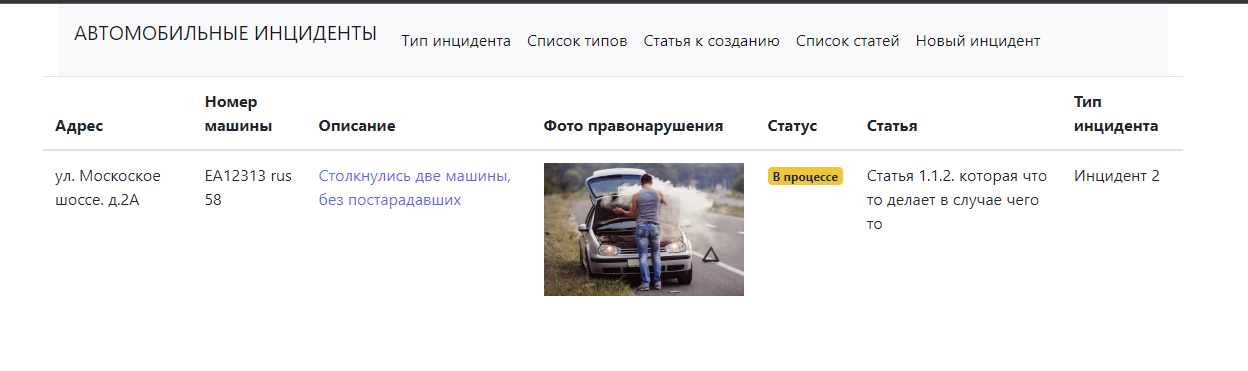 АВТОМОБИЛЬНЫЕ ИНЦИДЕНТЫ Тип инцидента Список типов Статья к созданию Список статей Новый инцидент
Адрес
Номер
машины
Описание
Фото правонарушения
Статус
Статья
Тип
инцидента
ул. Москоское
шоссе. д.2А
ЕА12313 rus
58
Столкнулись две машины,
без постарадавших
В процессе
Статья 1.1.2. которая что
то делает в случае чего
то
Инцидент 2